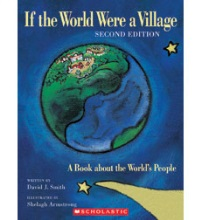 If the World Were a Village
SECOND EDITION
A Book about the World's People
WRITTEN BY
David J. Smith
ILLUSTRATED BY
Shelagh Armstrong
SCHOLASTIC